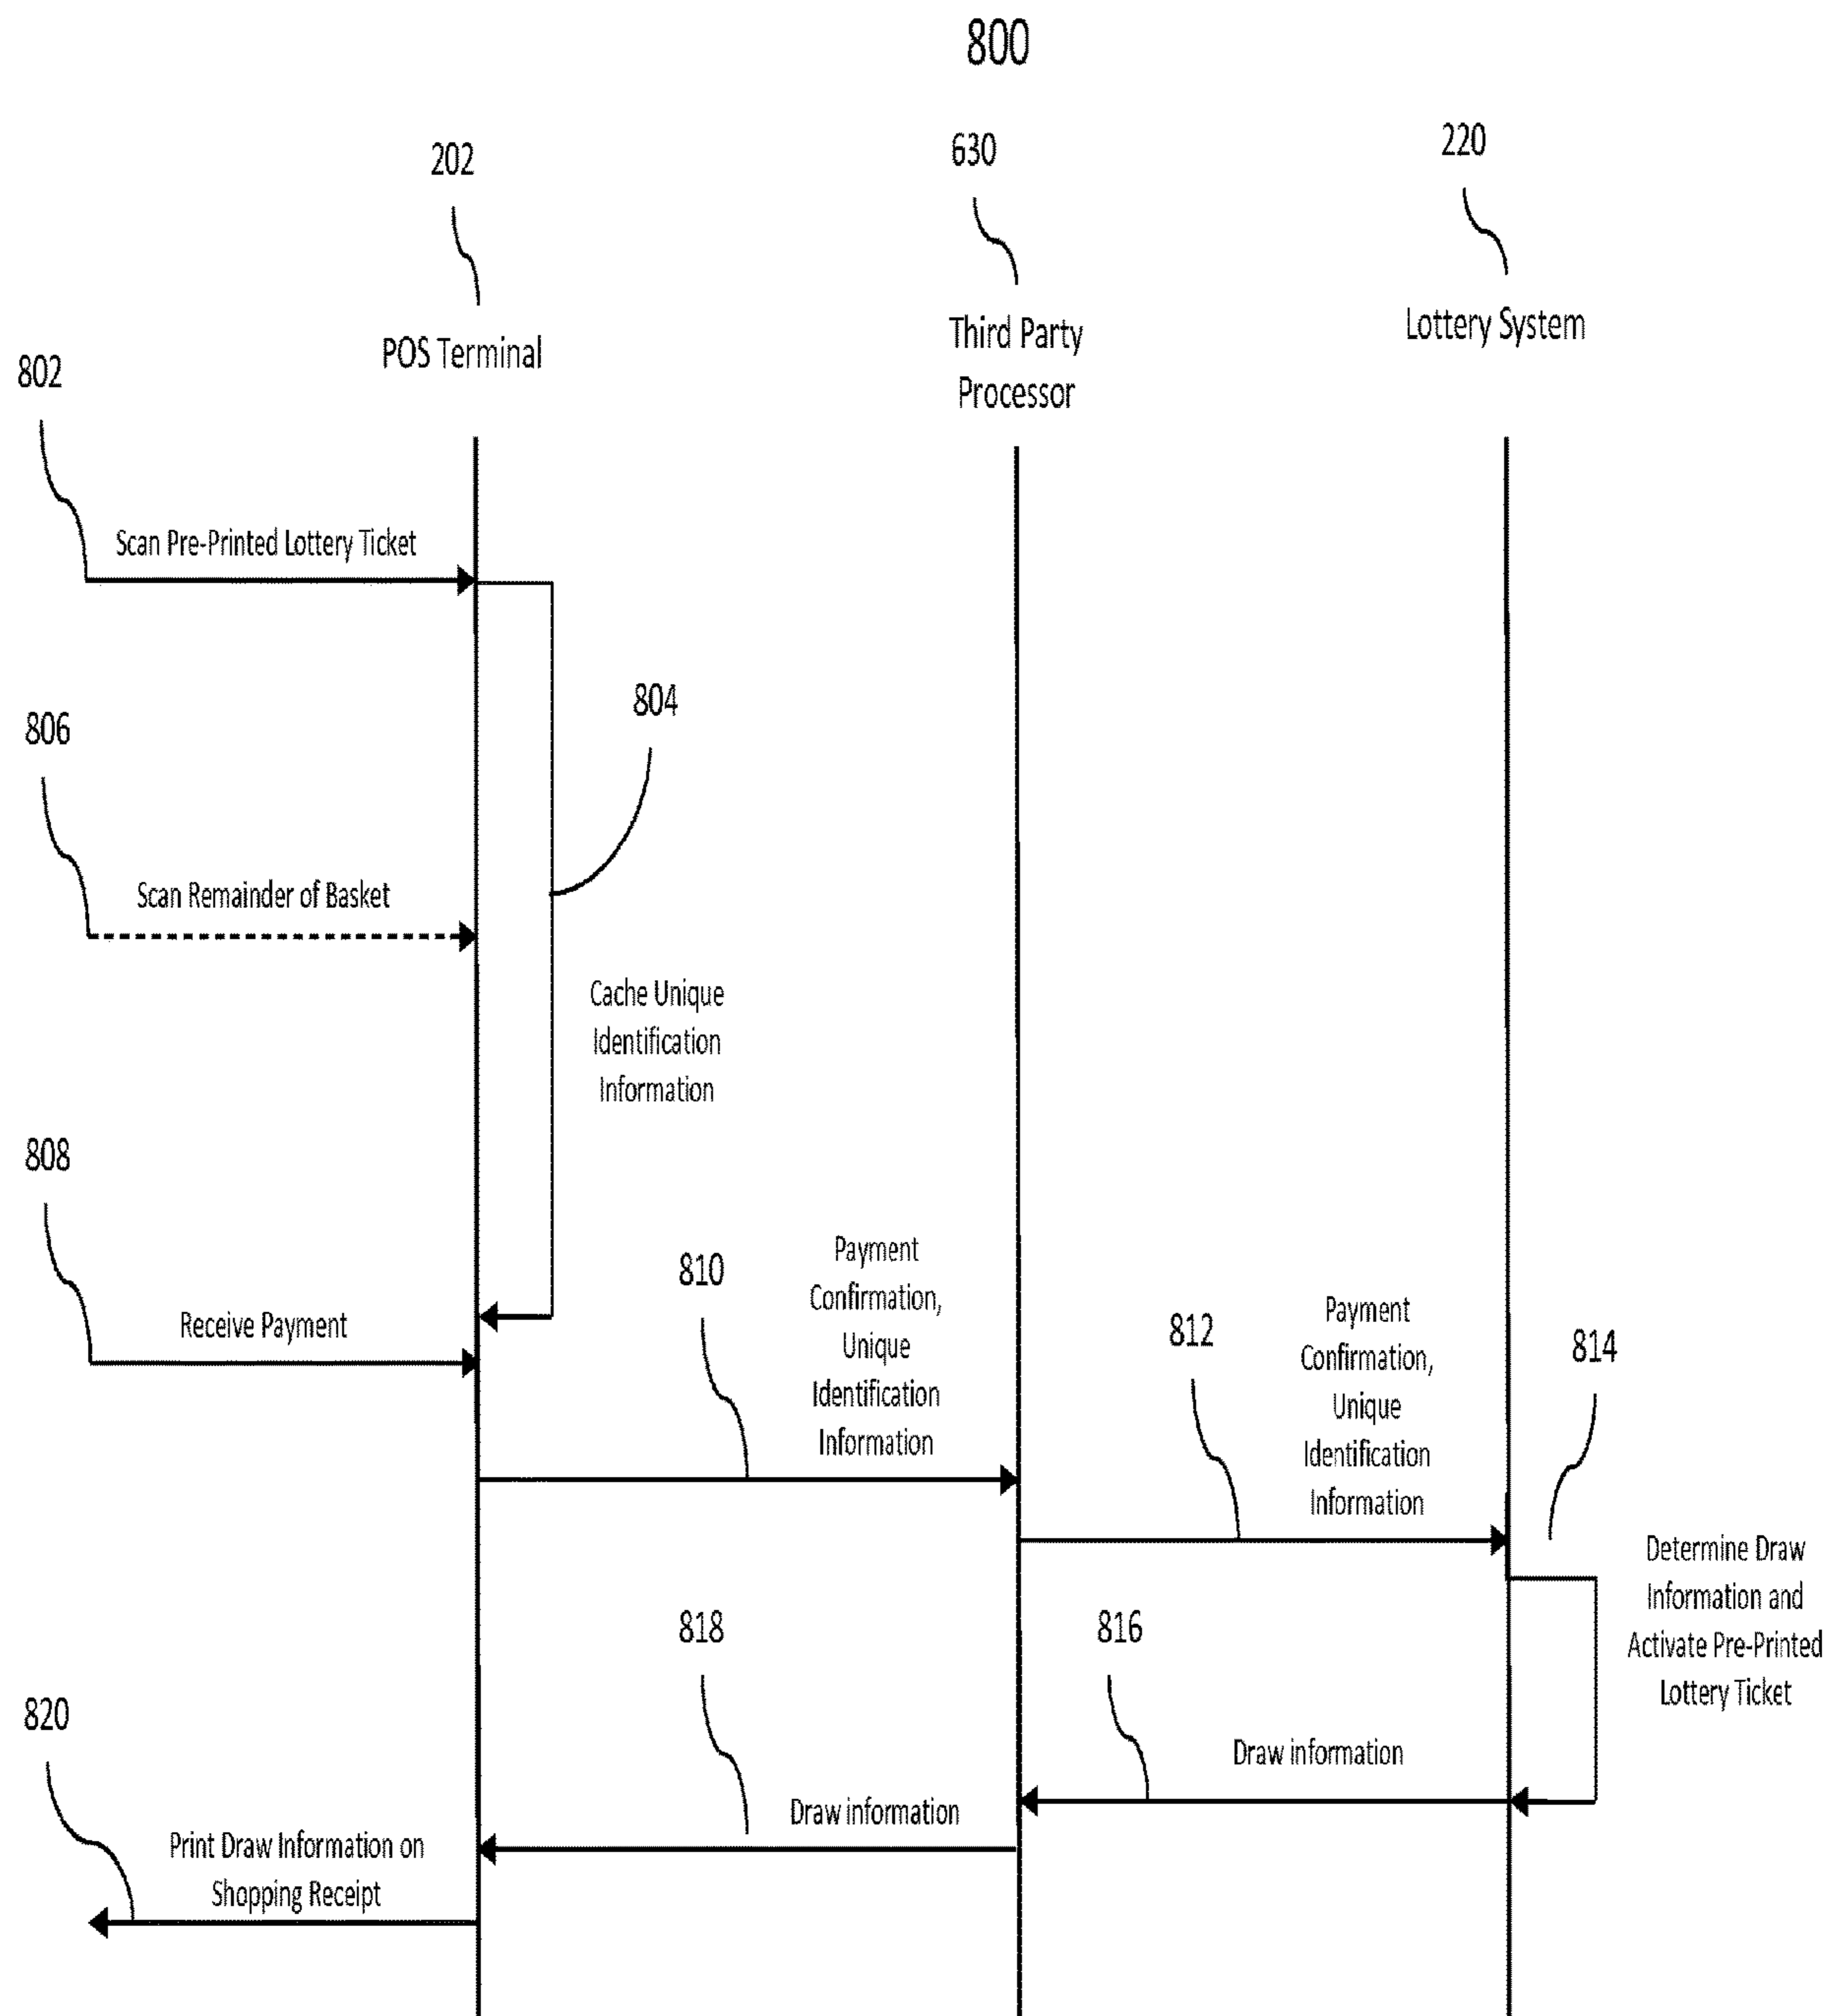 800
202
630
220
POS Terminal
Third Party
Processor
Lottery System
802
Scan Pre-Printed Lottery Ticket
804
806
Scan Remainder of Basket
Cache Unique
Identification
Information
808
Receive Payment
810
Payment
Confirmation,
Unique
Identification
Information
812
Payment
Confirmation,
Unique
Identification
Information
814
Determine Draw
Information and
Activate Pre-Printed
Lottery Ticket
816
Draw information
818
Draw information
820
Print Draw Information on
Shopping Receipt